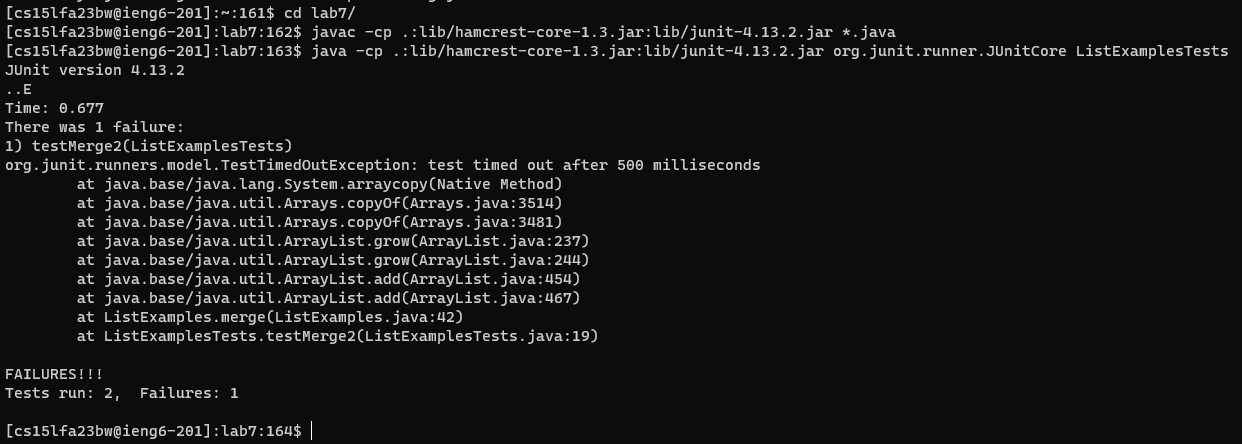 [cs15lfa23bw@ieng6-201]:~:161$ cd lab7/
[cs15lfa23bw@ieng6-201]:lab7:162$ javac -cp .:lib/hamcrest-core-1.3.jar:lib/junit-4.13.2.jar *.java
[cs15lfa23bw@ieng6-201]:lab7:163$ java -cp .:lib/hamcrest-core-1.3.jar:lib/junit-4.13.2.jar org.junit.runner.JUnitCore ListExamplesTests
JUnit version 4.13.2
..E
Time: 0.677
There was 1 failure:
1) testMerge2(ListExamplesTests)
org.junit.runners.model.TestTimedOutException: test timed out after 500 milliseconds
        at java.base/java.lang.System.arraycopy(Native Method)
        at java.base/java.util.Arrays.copyOf(Arrays.java:3514)
        at java.base/java.util.Arrays.copyOf(Arrays.java:3481)
        at java.base/java.util.ArrayList.grow(ArrayList.java:237)
        at java.base/java.util.ArrayList.grow(ArrayList.java:244)
        at java.base/java.util.ArrayList.add(ArrayList.java:454)
        at java.base/java.util.ArrayList.add(ArrayList.java:467)
        at ListExamples.merge(ListExamples.java:42)
        at ListExamplesTests.testMerge2(ListExamplesTests.java:19)
FAILURES!!!
Tests run: 2,  Failures: 1
[cs15lfa23bw@ieng6-201]:lab7:164$